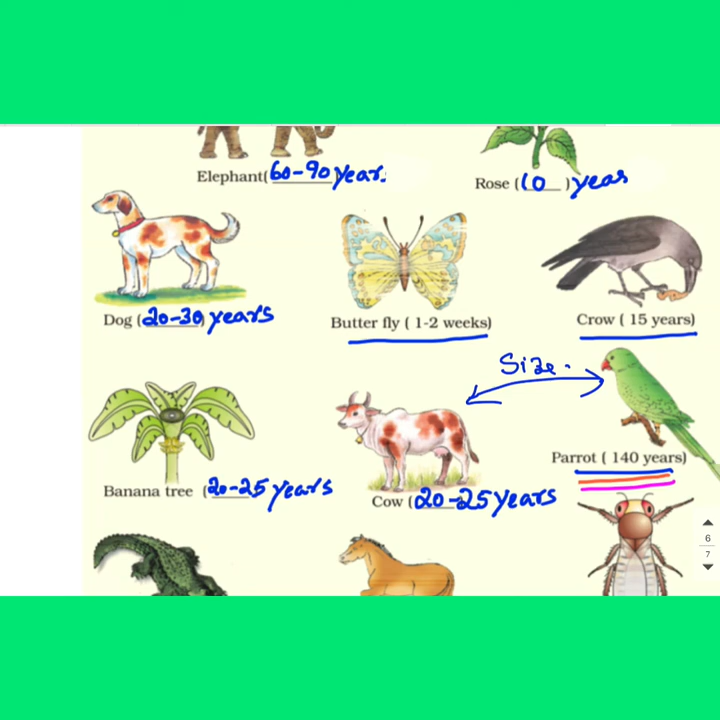 Elephant( 60-90 year.
Rose ( 10 ) yeas
Dog ( 20-30 ) years
Butter fly ( 1-2 weeks)
Crow ( 15 years)
Size.
Parrot ( 140 years)
Banana tree ( 20-25 years
Cow ( 20-25 years
6
7